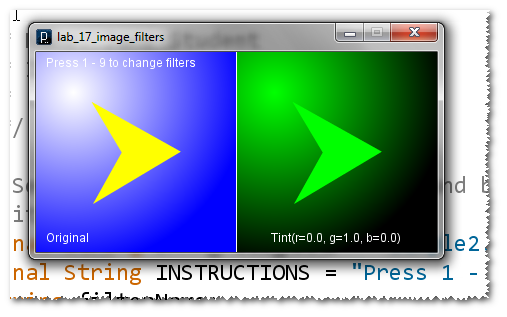 lab_17_image_filters
Press 1 - 9 to change filters
Original
Tint(r=0.0, g=1.0, b=0.0)
nal String INSTRUCTIONS = "Press 1 -